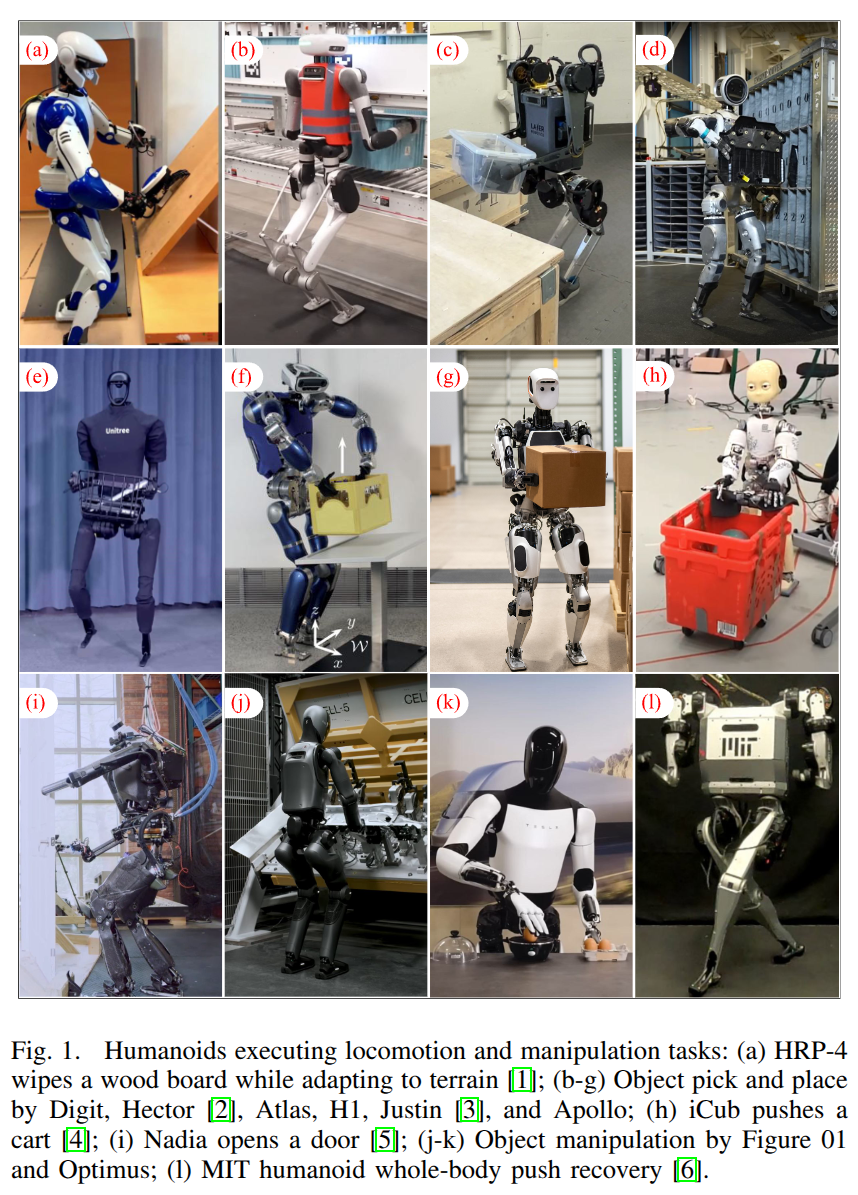 (a)
(b)
(c)
(d)
(e)
Unitree
(f)
z
y
x
W
(g)
(h)
(i)
(j)
ELL-5
CEL
(k)
TESLA
(l)
MIT
Fig. 1. Humanoids executing locomotion and manipulation tasks: (a) HRP-4
wipes a wood board while adapting to terrain [1]; (b-g) Object pick and place
by Digit, Hector [2], Atlas, H1, Justin [3], and Apollo; (h) iCub pushes a
cart [4]; (i) Nadia opens a door [5]; (j-k) Object manipulation by Figure 01
and Optimus; (l) MIT humanoid whole-body push recovery [6].